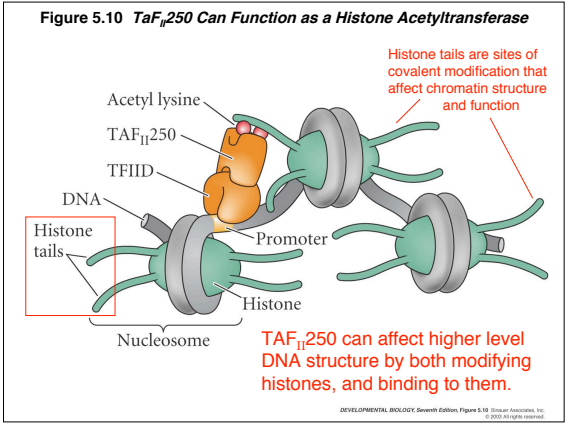 Figure 5.10 TaF_II250 Can Function as a Histone Acetyltransferase
Histone tails are sites of
covalent modification that
affect chromatin structure
and function
Acetyl lysine
TAF_II250
TFIID
DNA
Histone
tails
Promoter
Histone
Nucleosome
TAF_II250 can affect higher level
DNA structure by both modifying
histones, and binding to them.
DEVELOPMENTAL BIOLOGY, Seventh Edition, Figure 5.10 Sinauer Associates, Inc.
© 2003 All rights reserved.